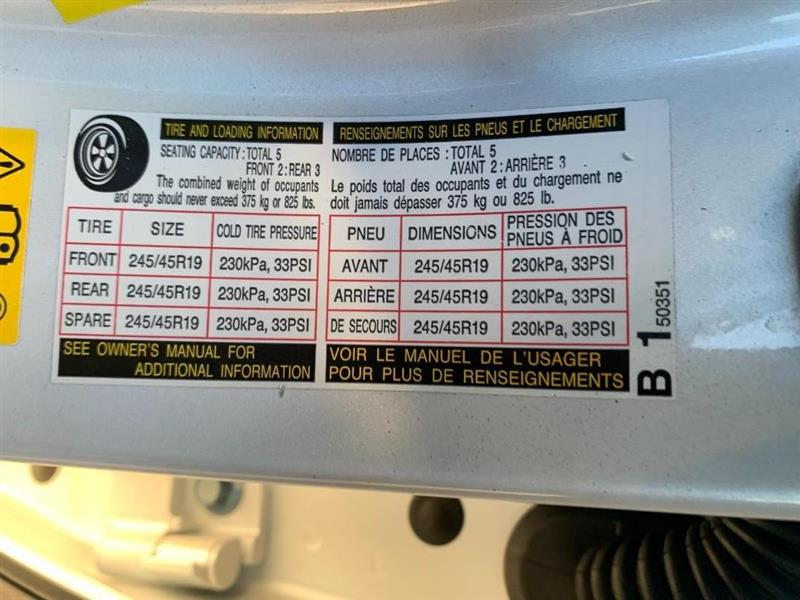 TIRE AND LOADING INFORMATION
SEATING CAPACITY : TOTAL 5
FRONT 2 : REAR 3
The combined weight of occupants
and cargo should never exceed 375 kg or 825 lbs.
TIRE SIZE COLD TIRE PRESSURE
FRONT 245/45R19 230kPa, 33PSI
REAR 245/45R19 230kPa, 33PSI
SPARE 245/45R19 230kPa, 33PSI
SEE OWNER'S MANUAL FOR
ADDITIONAL INFORMATION
RENSEIGNEMENTS SUR LES PNEUS ET LE CHARGEMENT
NOMBRE DE PLACES : TOTAL 5
AVANT 2 : ARRIÈRE 3
Le poids total des occupants et du chargement ne
doit jamais dépasser 375 kg ou 825 lb.
PNEU DIMENSIONS PRESSION DES
PNEUS À FROID
AVANT 245/45R19 230kPa, 33PSI
ARRIÈRE 245/45R19 230kPa, 33PSI
DE SECOURS 245/45R19 230kPa, 33PSI
VOIR LE MANUEL DE L'USAGER
POUR PLUS DE RENSEIGNEMENTS
B 1 50351